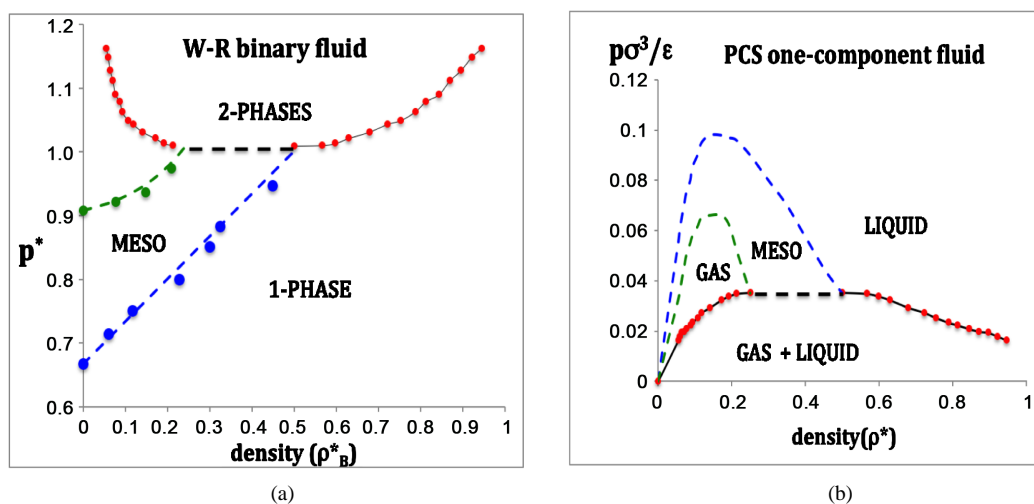 W-R binary fluid
2-PHASES
MESO
1-PHASE
p*
1.2
1.1
1.0
0.9
0.8
0.7
0.6
0 0.1 0.2 0.3 0.4 0.5 0.6 0.7 0.8 0.9 1
density (ρ*B)
(a)
pσ³/ε
PCS one-component fluid
0.12
0.1
0.08
0.06
0.04
0.02
0
LIQUID
MESO
GAS
GAS + LIQUID
0 0.2 0.4 0.6 0.8 1
density(ρ*)
(b)